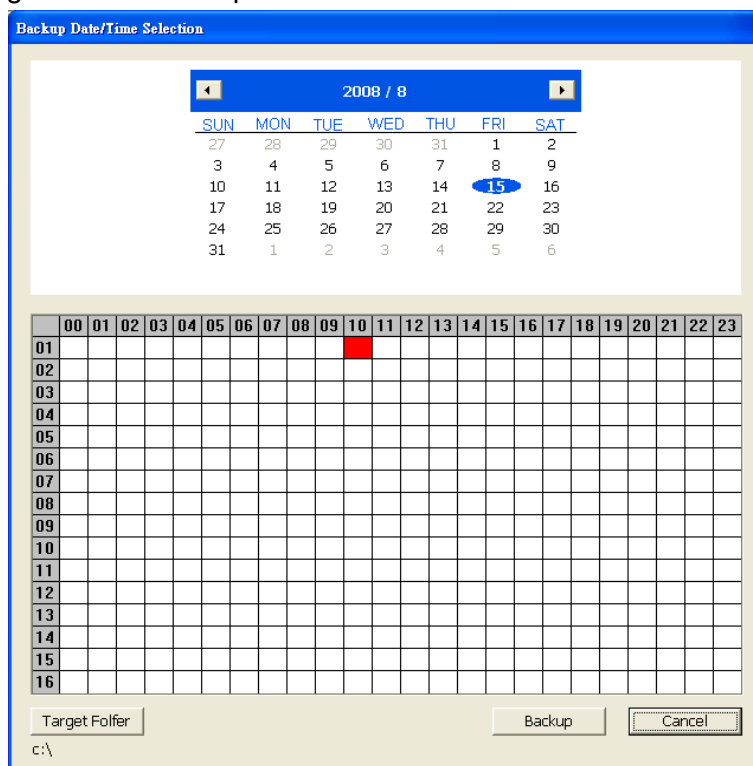 Backup Date/Time Selection
2008 / 8
SUN MON TUE WED THU FRI SAT
27 28 29 30 31 1 2
3 4 5 6 7 8 9
10 11 12 13 14 15 16
17 18 19 20 21 22 23
24 25 26 27 28 29 30
31 1 2 3 4 5 6
00 01 02 03 04 05 06 07 08 09 10 11 12 13 14 15 16 17 18 19 20 21 22 23
01
02
03
04
05
06
07
08
09
10
11
12
13
14
15
16
Target Folfer Backup Cancel
c:\